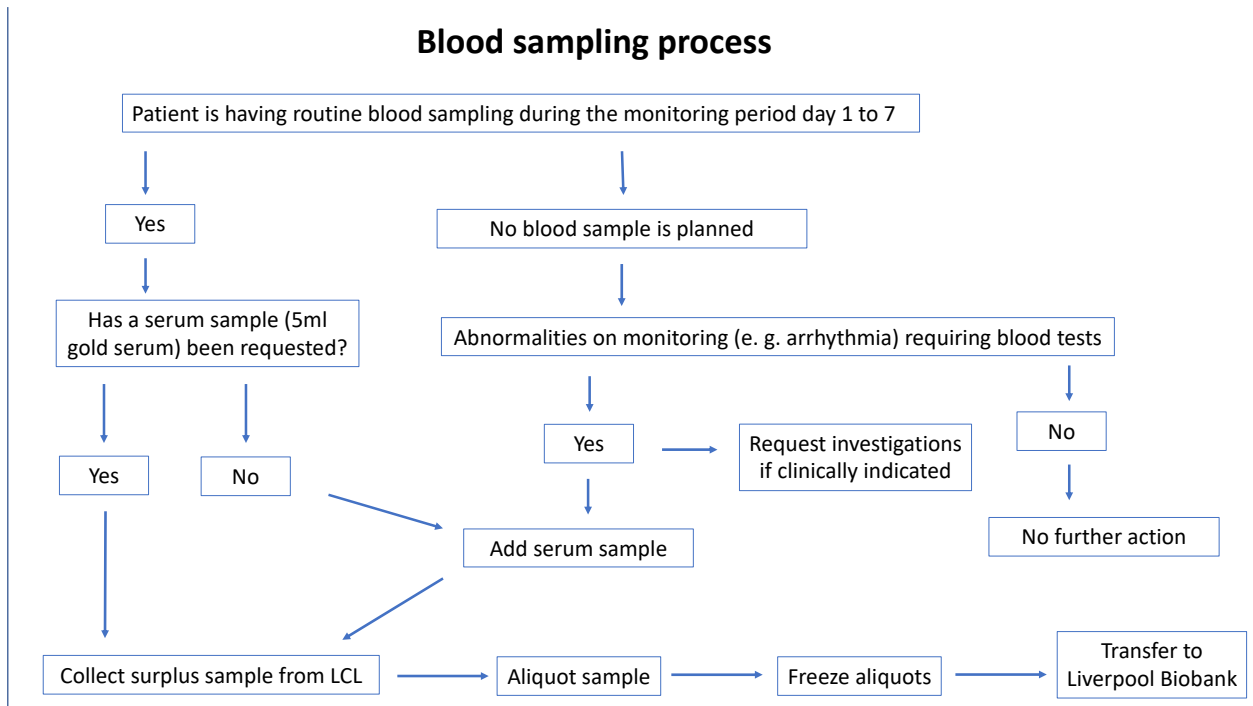 Blood sampling process
Patient is having routine blood sampling during the monitoring period day 1 to 7
Yes
No blood sample is planned
Has a serum sample (5ml
gold serum) been requested?
Abnormalities on monitoring (e. g. arrhythmia) requiring blood tests
Yes
No
Yes
Request investigations
if clinically indicated
No
Add serum sample
No further action
Collect surplus sample from LCL
Aliquot sample
Freeze aliquots
Transfer to
Liverpool Biobank